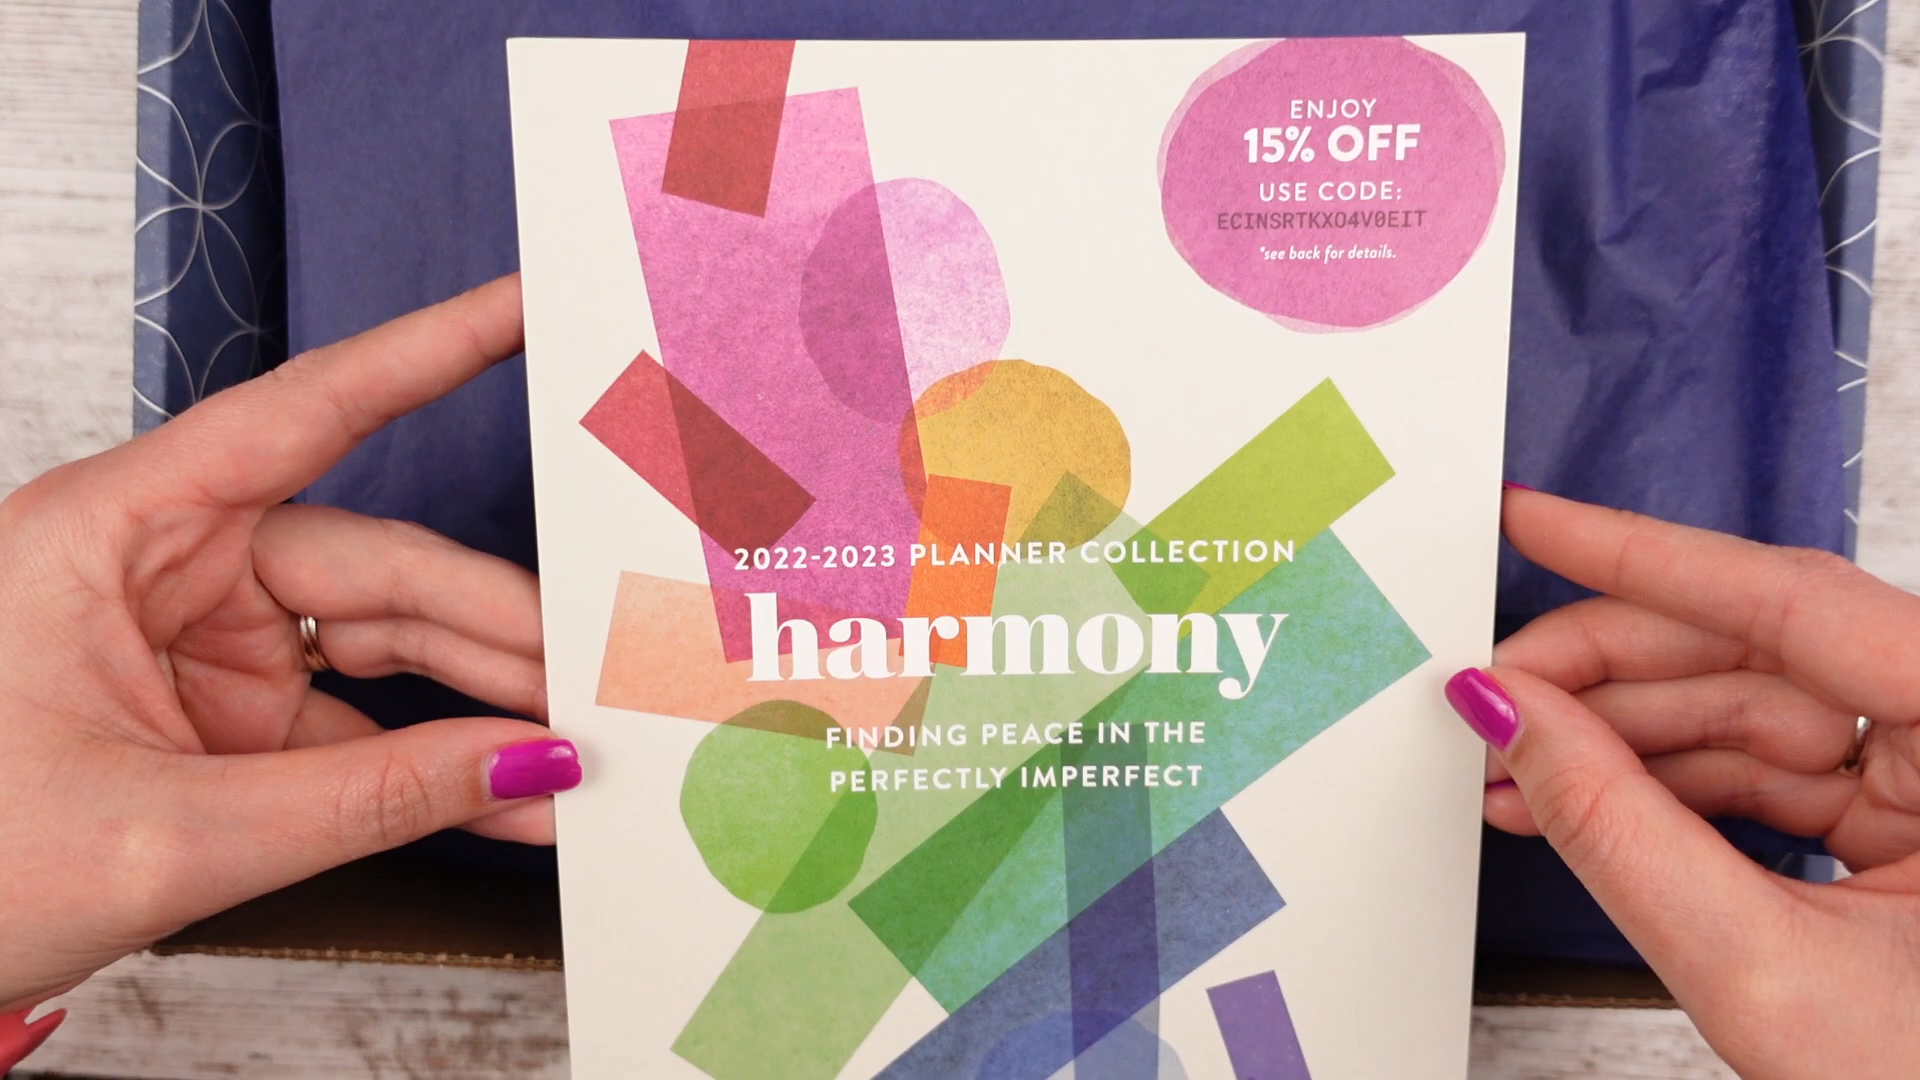 ENJOY
15% OFF
USE CODE:
ECINSRTKXO4V0EIT
*see back for details.
2022-2023 PLANNER COLLECTION
harmony
FINDING PEACE IN THE
PERFECTLY IMPERFECT